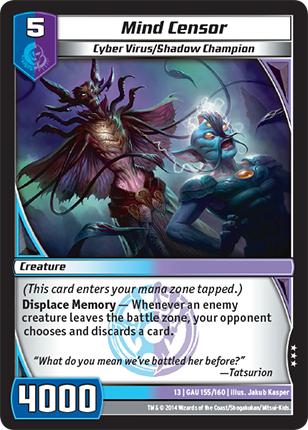 5
Mind Censor
Cyber Virus/Shadow Champion
Creature
(This card enters your mana zone tapped.)
Displace Memory — Whenever an enemy
creature leaves the battle zone, your opponent
chooses and discards a card.
"What do you mean we've battled her before?"
—Tatsurion
4000
13 | GAU 155/160 | illus. Jakub Kasper
TM & © 2014 Wizards of the Coast/Shogakukan/Mitsui-Kids.